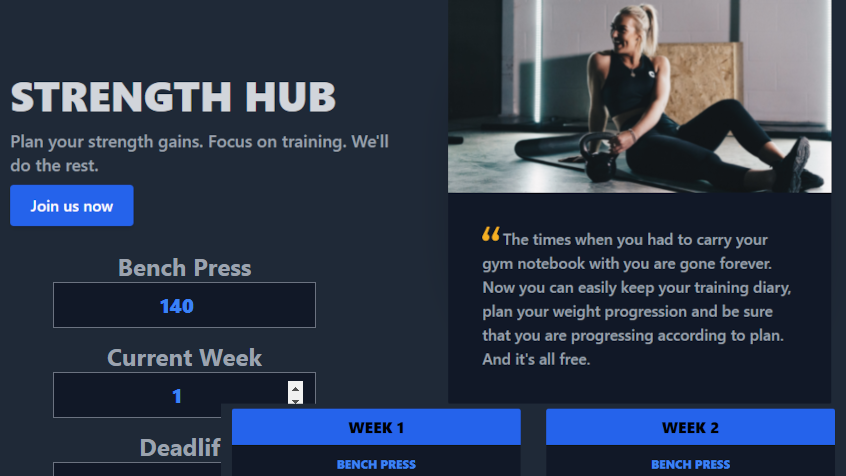 STRENGTH HUB
Plan your strength gains. Focus on training. We'll
do the rest.
Join us now
Bench Press
140
Current Week
1
Deadlif
“The times when you had to carry your
gym notebook with you are gone forever.
Now you can easily keep your training diary,
plan your weight progression and be sure
that you are progressing according to plan.
And it's all free.
WEEK 1
BENCH PRESS
WEEK 2
BENCH PRESS